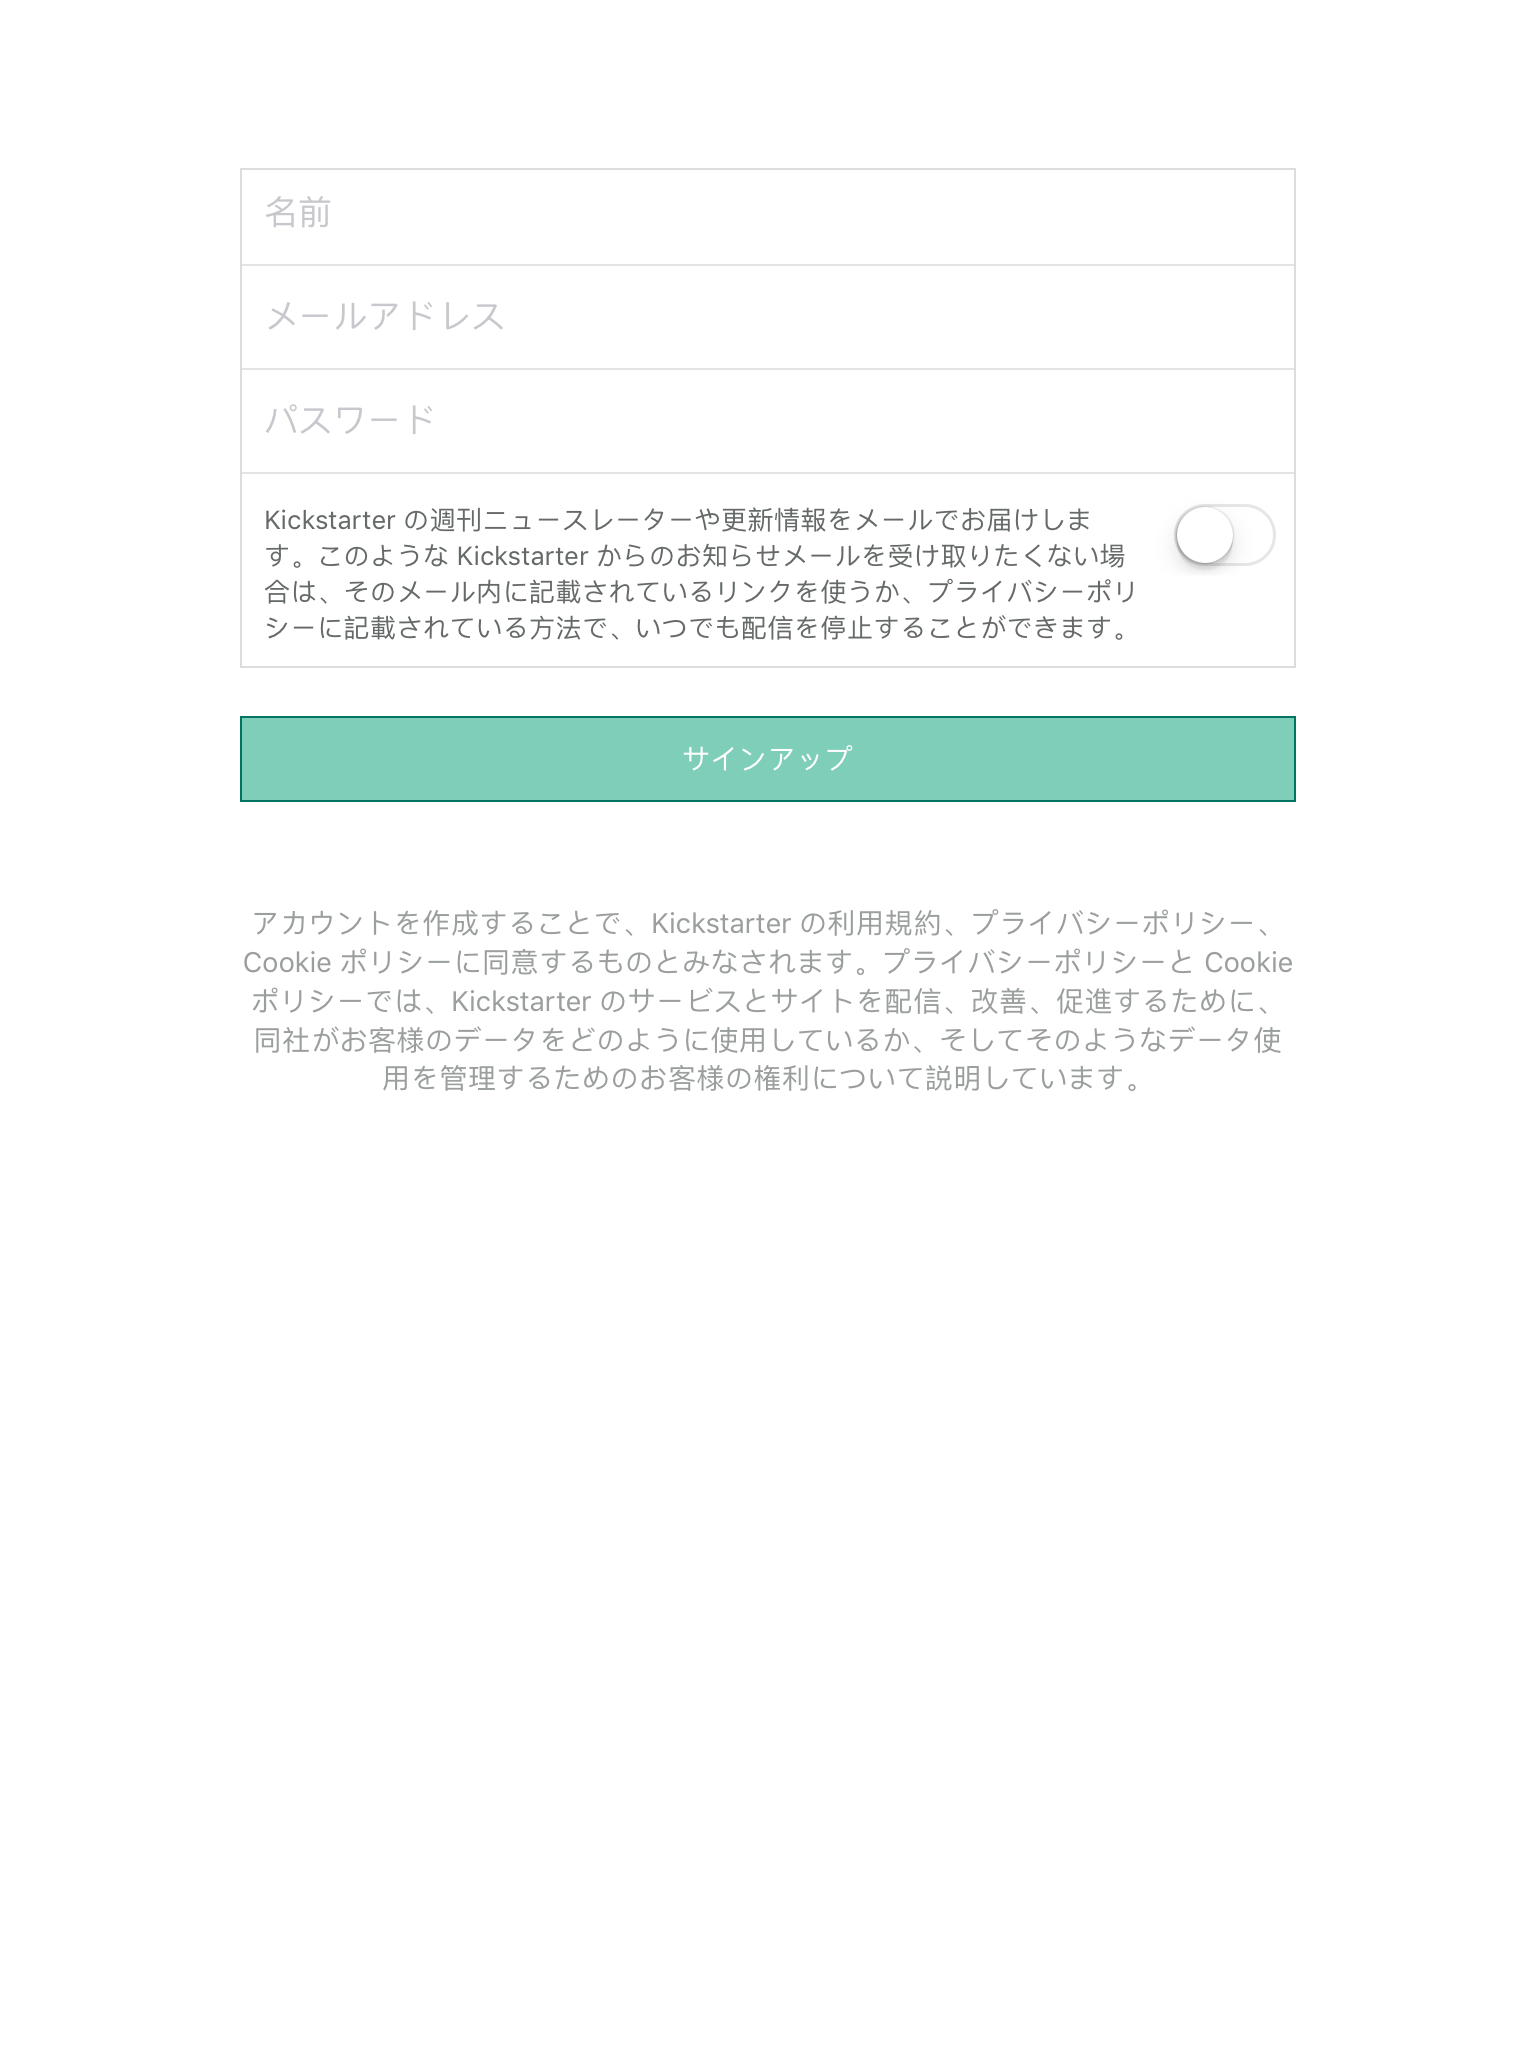 名前
メールアドレス
パスワード
Kickstarter の週刊ニュースレーターや更新情報をメールでお届けしま
す。このような Kickstarter からのお知らせメールを受け取りたくない場
合は、そのメール内に記載されているリンクを使うか、プライバシーポリ
シーに記載されている方法で、いつでも配信を停止することができます。
サインアップ
アカウントを作成することで、Kickstarter の利用規約、プライバシーポリシー、
Cookie ポリシーに同意するものとみなされます。プライバシーポリシーと Cookie
ポリシーでは、Kickstarter のサービスとサイトを配信、改善、促進するために、
同社がお客様のデータをどのように使用しているか、そしてそのようなデータ使
用を管理するためのお客様の権利について説明しています。